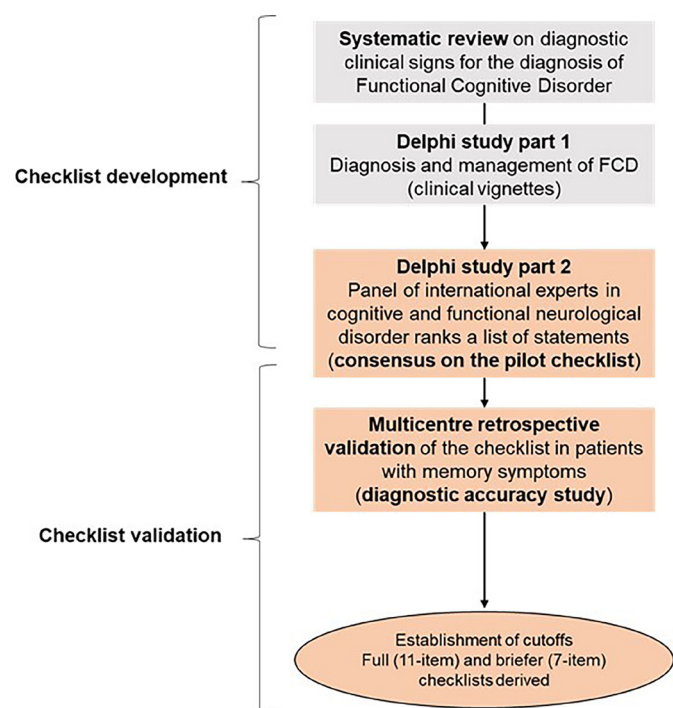 Systematic review on diagnostic
clinical signs for the diagnosis of
Functional Cognitive Disorder
Delphi study part 1
Diagnosis and management of FCD
(clinical vignettes)
Checklist development
Delphi study part 2
Panel of international experts in
cognitive and functional neurological
disorder ranks a list of statements
(consensus on the pilot checklist)
Multicentre retrospective
validation of the checklist in patients
with memory symptoms
(diagnostic accuracy study)
Checklist validation
Establishment of cutoffs
Full (11-item) and briefer (7-item)
checklists derived